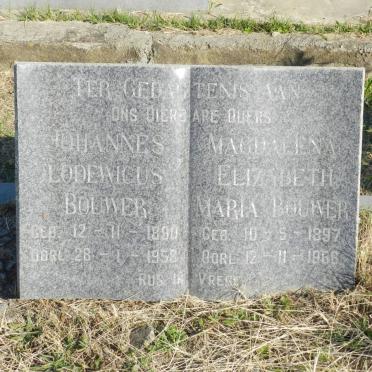 TER GEDAGTENIS AAN
ONS DIERBARE OUERS
JOHANNES
LODEWICUS
BOUWER
GEB. 12 - 11 - 1890
OORL. 28 - 1 - 1958
MAGDALENA
ELIZABETH
MARIA BOUWER
GEB. 10 - 5 - 1897
OORL. 12 - 11 - 1966
RUS IN VREDE